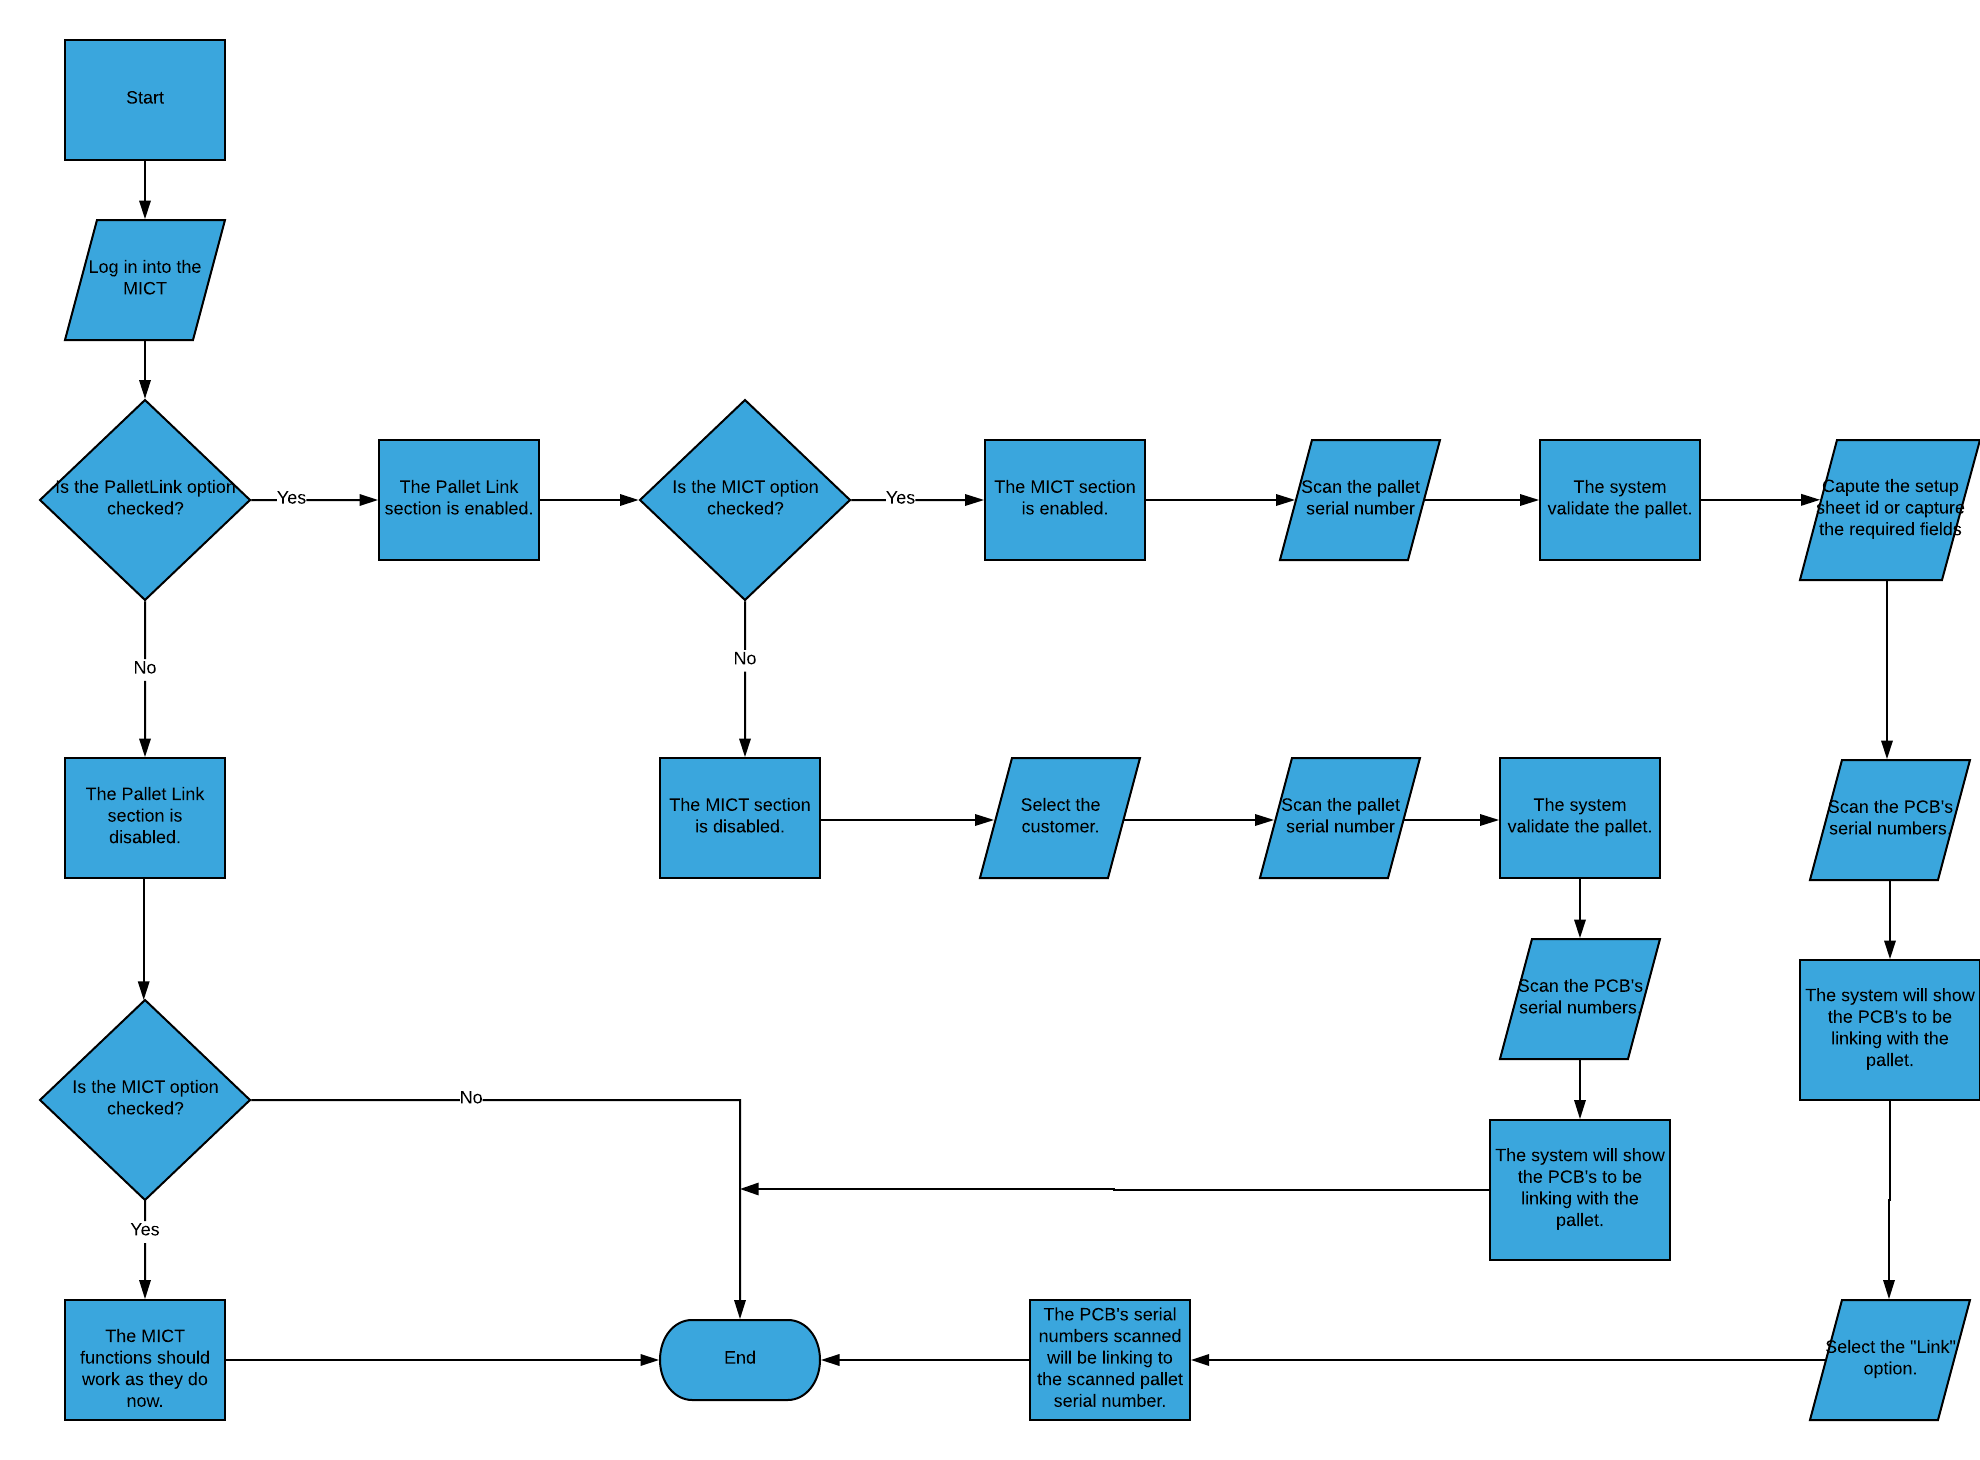 Start
Log in into the
MICT
Is the PalletLink option
checked?
Yes
The Pallet Link
section is enabled.
Is the MICT option
checked?
Yes
The MICT section
is enabled.
Scan the pallet
serial number
The system
validate the pallet.
Capute the setup
sheet id or capture
the required fields
No
No
The Pallet Link
section is
disabled.
The MICT section
is disabled.
Select the
customer.
Scan the pallet
serial number
The system
validate the pallet.
Scan the PCB's
serial numbers.
Scan the PCB's
serial numbers.
The system will show
the PCB's to be
linking with the
pallet.
Is the MICT option
checked?
No
The system will show
the PCB's to be
linking with the
pallet.
Yes
The MICT
functions should
work as they do
now.
End
The PCB's serial
numbers scanned
will be linking to
the scanned pallet
serial number.
Select the "Link"
option.